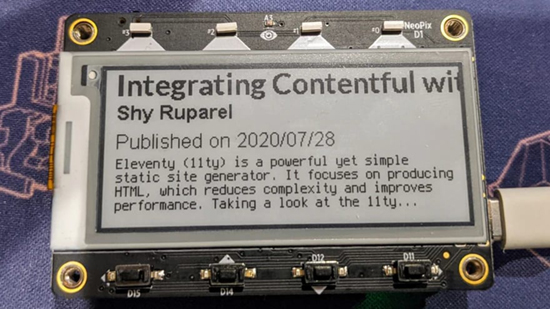 #3 #2 A3 #1 #0 NeoPix
D1
Integrating Contentful wit
Shy Ruparel
Published on 2020/07/28
Eleventy (11ty) is a powerful yet simple
static site generator. It focuses on producing
HTML, which reduces complexity and improves
performance. Taking a look at the 11ty...
D15 D14 D12 D11